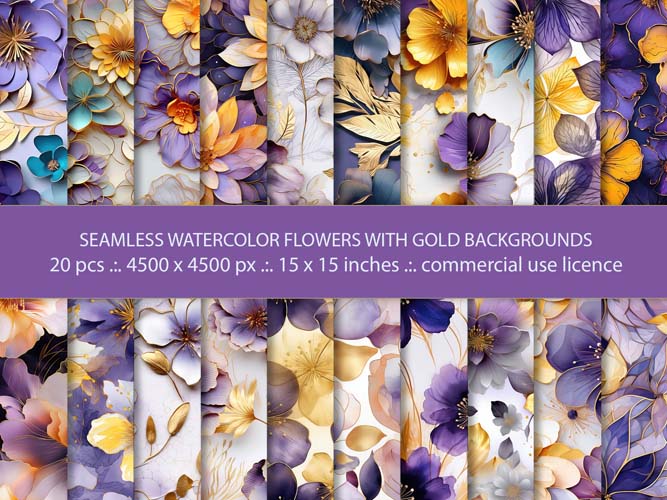 SEAMLESS WATERCOLOR FLOWERS WITH GOLD BACKGROUNDS
20 pcs .:. 4500 x 4500 px .:. 15 x 15 inches .:. commercial use licence